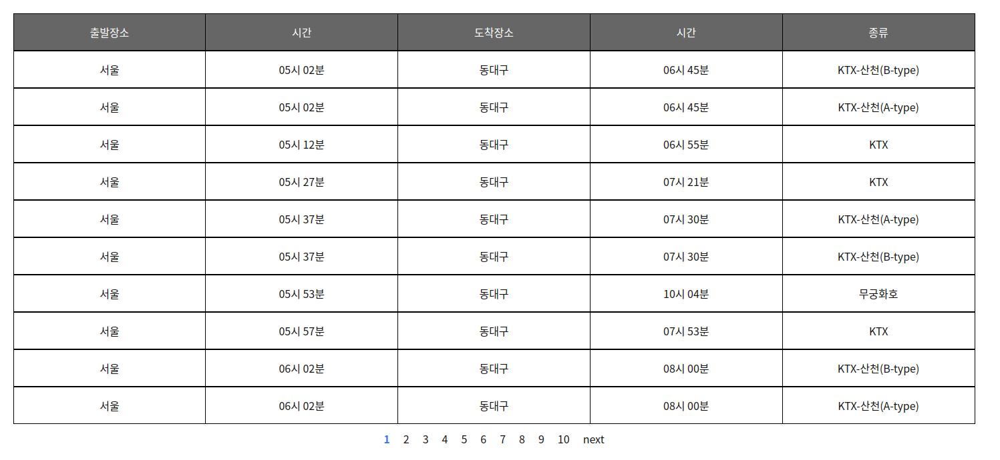 출발장소 시간 도착장소 시간 종류
서울 05시 02분 동대구 06시 45분 KTX-산천(B-type)
서울 05시 02분 동대구 06시 45분 KTX-산천(A-type)
서울 05시 12분 동대구 06시 55분 KTX
서울 05시 27분 동대구 07시 21분 KTX
서울 05시 37분 동대구 07시 30분 KTX-산천(A-type)
서울 05시 37분 동대구 07시 30분 KTX-산천(B-type)
서울 05시 53분 동대구 10시 04분 무궁화호
서울 05시 57분 동대구 07시 53분 KTX
서울 06시 02분 동대구 08시 00분 KTX-산천(B-type)
서울 06시 02분 동대구 08시 00분 KTX-산천(A-type)
1 2 3 4 5 6 7 8 9 10 next